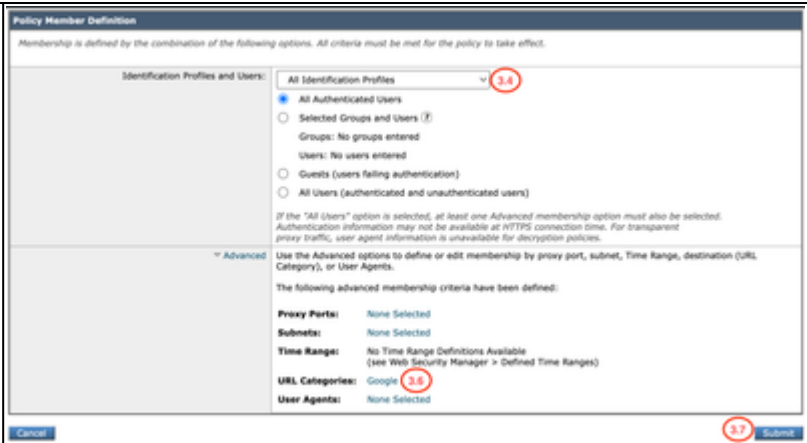 Policy Member Definition
Membership is defined by the combination of the following options. All criteria must be met for the policy to take effect.
Identification Profiles and Users:
All Identification Profiles
3.4
All Authenticated Users
Selected Groups and Users ?
Groups: No groups entered
Users: No users entered
Guests (users failing authentication)
All Users (authenticated and unauthenticated users)
If the "All Users" option is selected, at least one Advanced membership option must also be selected.
Authentication information may not be available at HTTPS connection time. For transparent
proxy traffic, user agent information is unavailable for decryption policies.
Advanced
Use the Advanced options to define or edit membership by proxy port, subnet, Time Range, destination (URL
Category), or User Agents.
The following advanced membership criteria have been defined:
Proxy Ports: None Selected
Subnets: None Selected
Time Range: No Time Range Definitions Available
(see Web Security Manager > Defined Time Ranges)
URL Categories: Google 3.6
User Agents: None Selected
Cancel
3.7 Submit